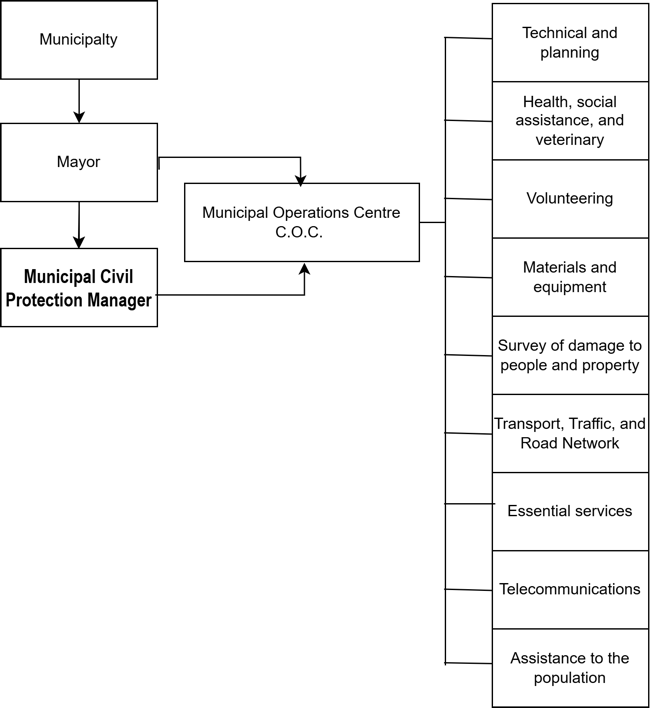 Municipalty
Mayor
Municipal Civil
Protection Manager
Municipal Operations Centre
C.O.C.
Technical and
planning
Health, social
assistance, and
veterinary
Volunteering
Materials and
equipment
Survey of damage to
people and property
Transport, Traffic, and
Road Network
Essential services
Telecommunications
Assistance to the
population